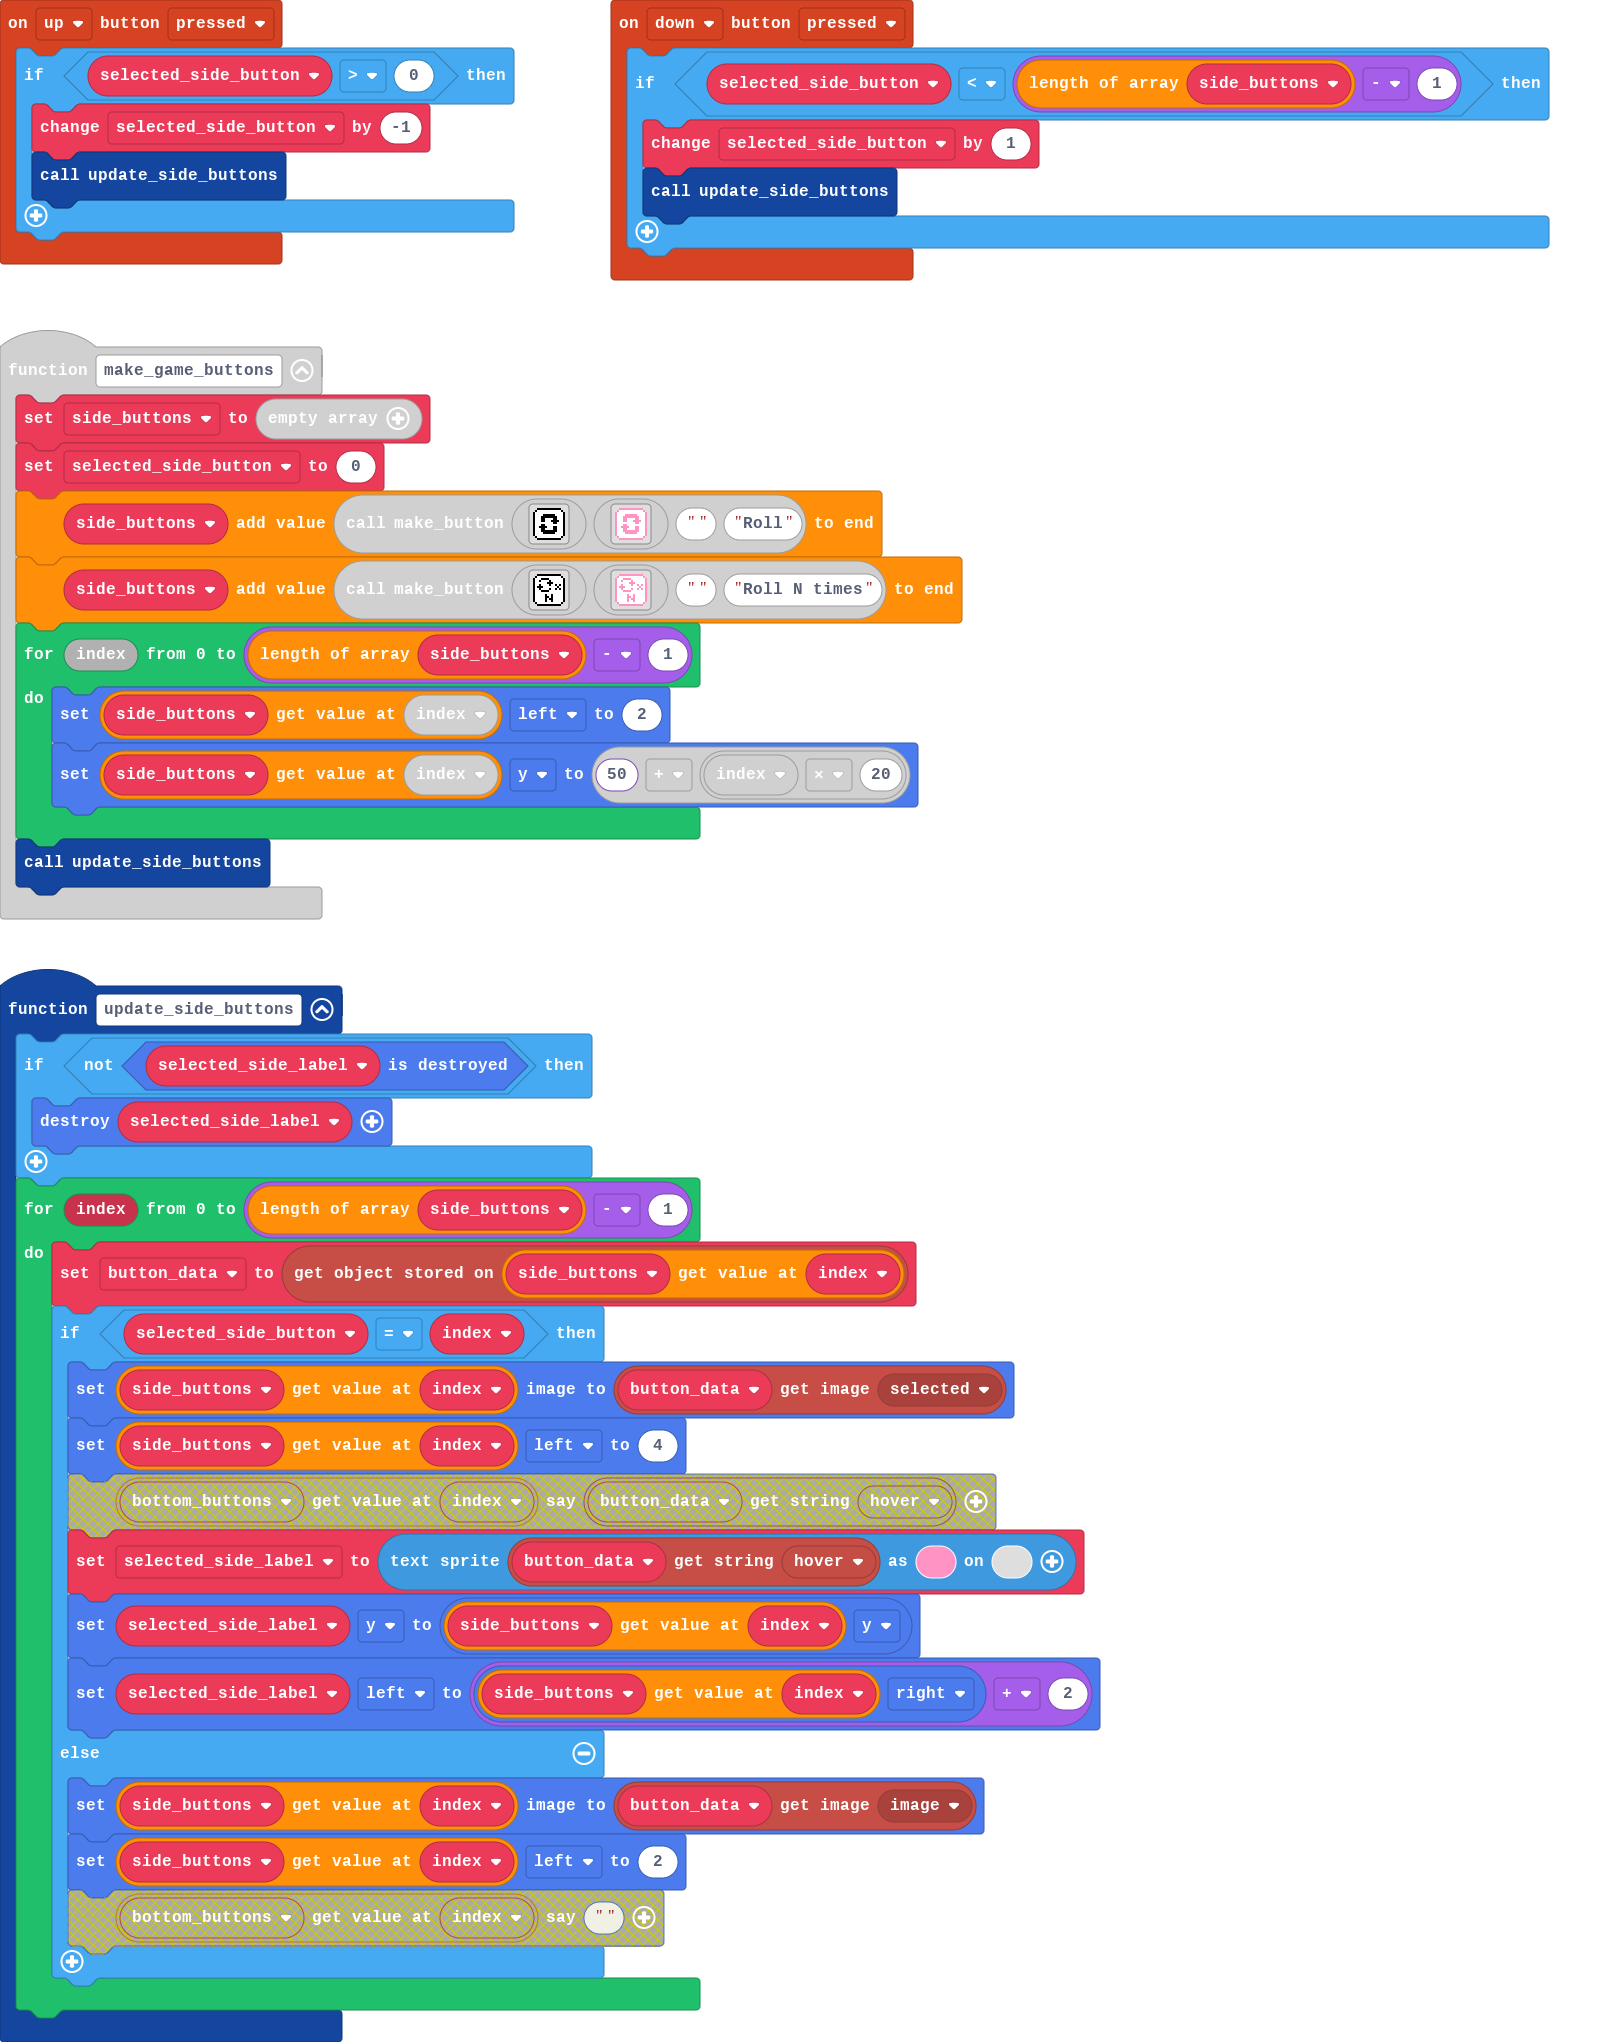 on up button pressed
if selected_side_button > 0 then
change selected_side_button by -1
call update_side_buttons
on down button pressed
if selected_side_button < length of array side_buttons - 1 then
change selected_side_button by 1
call update_side_buttons
function make_game_buttons
set side_buttons to empty array
set selected_side_button to 0
side_buttons add value call make_button "" "Roll" to end
side_buttons add value call make_button N N "" "Roll N times" to end
for index from 0 to length of array side_buttons - 1
do
set side_buttons get value at index left to 2
set side_buttons get value at index y to 50 + index × 20
call update_side_buttons
function update_side_buttons
if not selected_side_label is destroyed then
destroy selected_side_label
for index from 0 to length of array side_buttons - 1
do
set button_data to get object stored on side_buttons get value at index
if selected_side_button = index then
set side_buttons get value at index image to button_data get image selected
set side_buttons get value at index left to 4
bottom_buttons get value at index say button_data get string hover
set selected_side_label to text sprite button_data get string hover as on
set selected_side_label y to side_buttons get value at index y
set selected_side_label left to side_buttons get value at index right + 2
else
set side_buttons get value at index image to button_data get image image
set side_buttons get value at index left to 2
bottom_buttons get value at index say ""